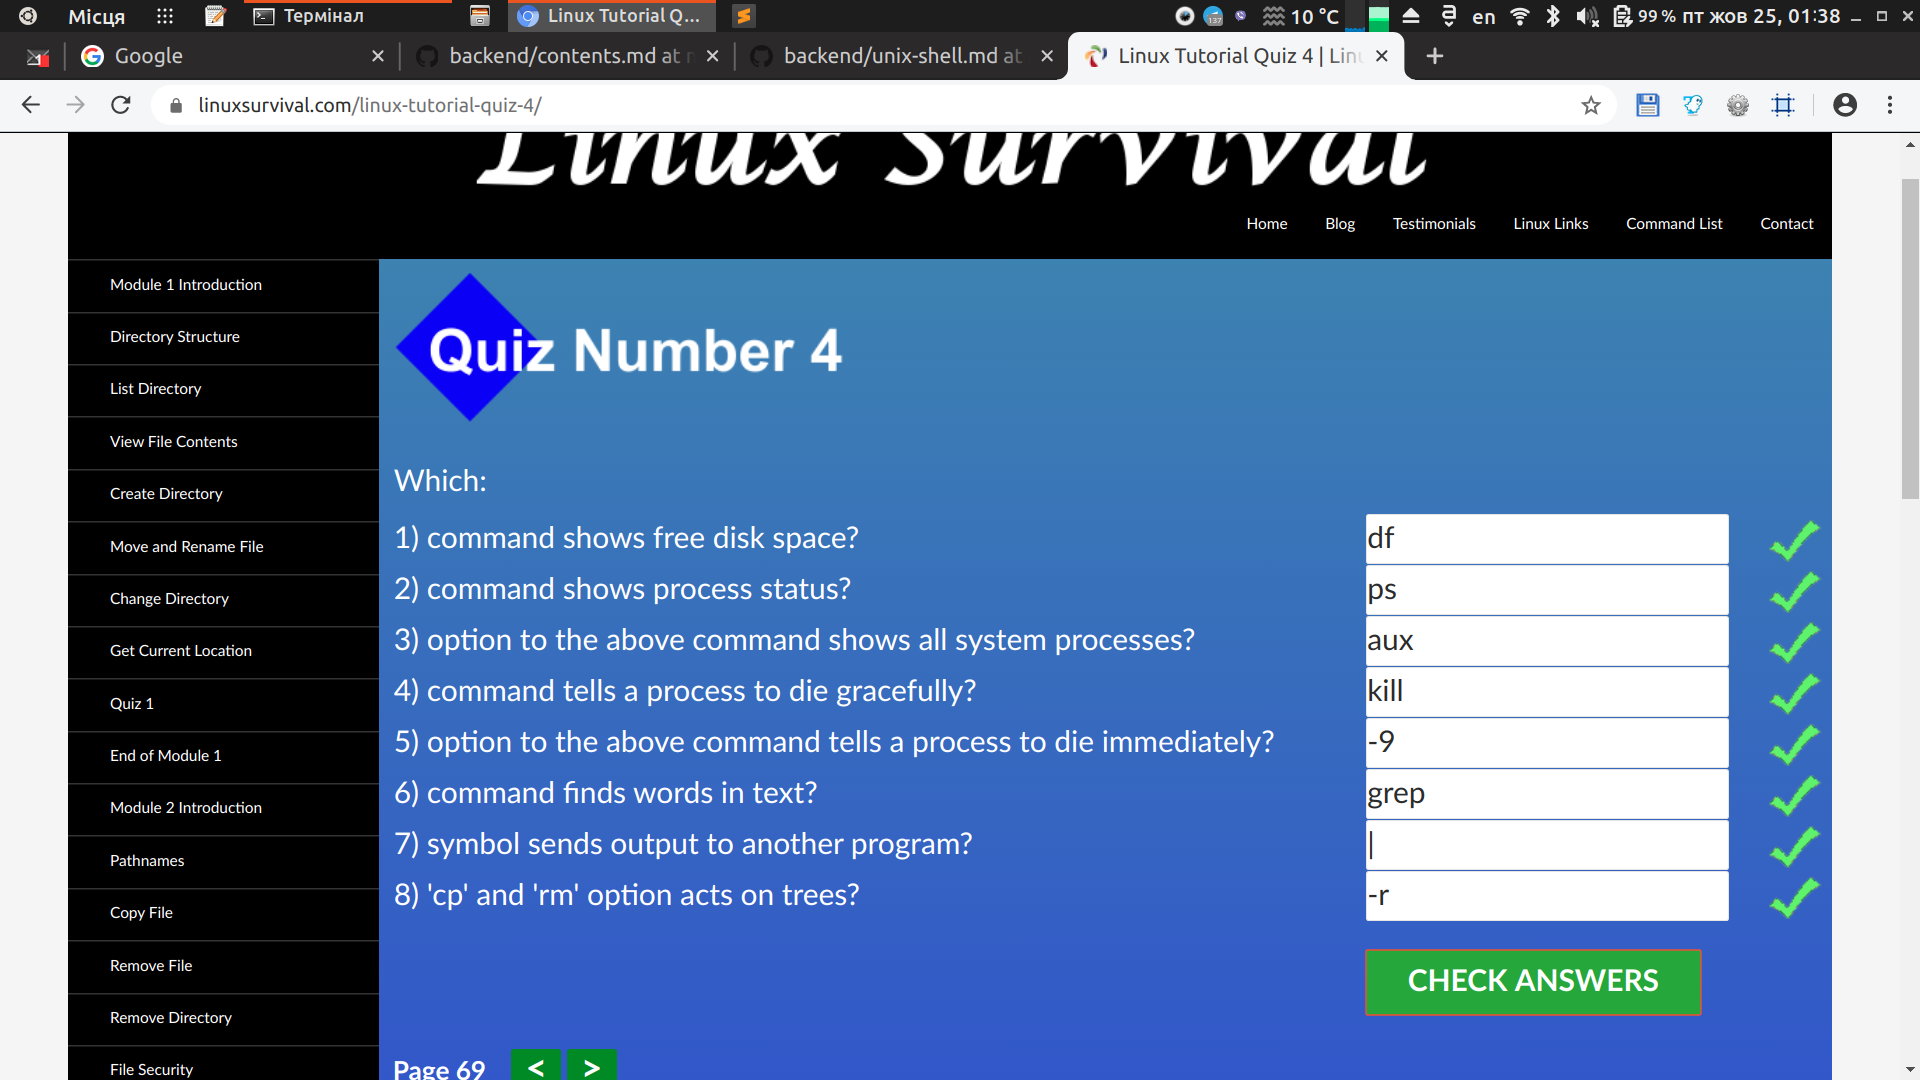 Місця
Термінал
Linux Tutorial Q...
137
10 °C
en
99 % пт жов 25, 01:38
Google
backend/contents.md at
backend/unix-shell.md at
Linux Tutorial Quiz 4 | Lin
linuxsurvival.com/linux-tutorial-quiz-4/
Linux Survival
Home
Blog
Testimonials
Linux Links
Command List
Contact
Module 1 Introduction
Directory Structure
List Directory
View File Contents
Create Directory
Move and Rename File
Change Directory
Get Current Location
Quiz 1
End of Module 1
Module 2 Introduction
Pathnames
Copy File
Remove File
Remove Directory
File Security
Quiz Number 4
Which:
1) command shows free disk space?
df
2) command shows process status?
ps
3) option to the above command shows all system processes?
aux
4) command tells a process to die gracefully?
kill
5) option to the above command tells a process to die immediately?
-9
6) command finds words in text?
grep
7) symbol sends output to another program?
|
8) 'cp' and 'rm' option acts on trees?
-r
CHECK ANSWERS
Page 69
<
>